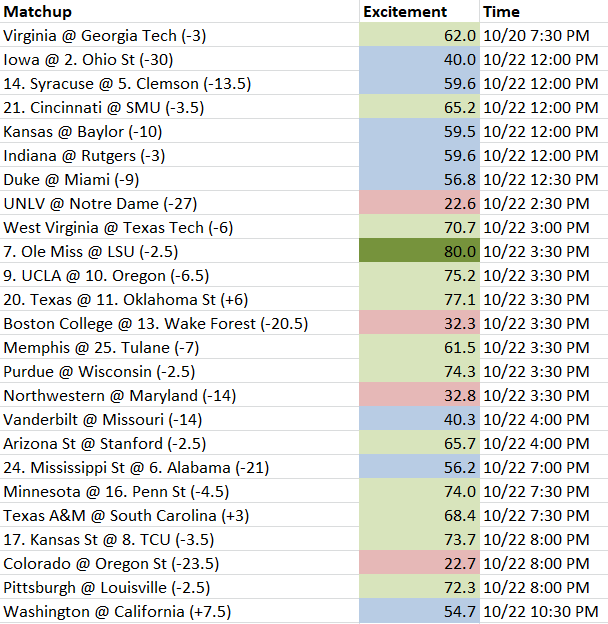 Matchup Excitement Time
Virginia @ Georgia Tech (-3) 62.0 10/20 7:30 PM
Iowa @ 2. Ohio St (-30) 40.0 10/22 12:00 PM
14. Syracuse @ 5. Clemson (-13.5) 59.6 10/22 12:00 PM
21. Cincinnati @ SMU (-3.5) 65.2 10/22 12:00 PM
Kansas @ Baylor (-10) 59.5 10/22 12:00 PM
Indiana @ Rutgers (-3) 59.6 10/22 12:00 PM
Duke @ Miami (-9) 56.8 10/22 12:30 PM
UNLV @ Notre Dame (-27) 22.6 10/22 2:30 PM
West Virginia @ Texas Tech (-6) 70.7 10/22 3:00 PM
7. Ole Miss @ LSU (-2.5) 80.0 10/22 3:30 PM
9. UCLA @ 10. Oregon (-6.5) 75.2 10/22 3:30 PM
20. Texas @ 11. Oklahoma St (+6) 77.1 10/22 3:30 PM
Boston College @ 13. Wake Forest (-20.5) 32.3 10/22 3:30 PM
Memphis @ 25. Tulane (-7) 61.5 10/22 3:30 PM
Purdue @ Wisconsin (-2.5) 74.3 10/22 3:30 PM
Northwestern @ Maryland (-14) 32.8 10/22 3:30 PM
Vanderbilt @ Missouri (-14) 40.3 10/22 4:00 PM
Arizona St @ Stanford (-2.5) 65.7 10/22 4:00 PM
24. Mississippi St @ 6. Alabama (-21) 56.2 10/22 7:00 PM
Minnesota @ 16. Penn St (-4.5) 74.0 10/22 7:30 PM
Texas A&M @ South Carolina (+3) 68.4 10/22 7:30 PM
17. Kansas St @ 8. TCU (-3.5) 73.7 10/22 8:00 PM
Colorado @ Oregon St (-23.5) 22.7 10/22 8:00 PM
Pittsburgh @ Louisville (-2.5) 72.3 10/22 8:00 PM
Washington @ California (+7.5) 54.7 10/22 10:30 PM